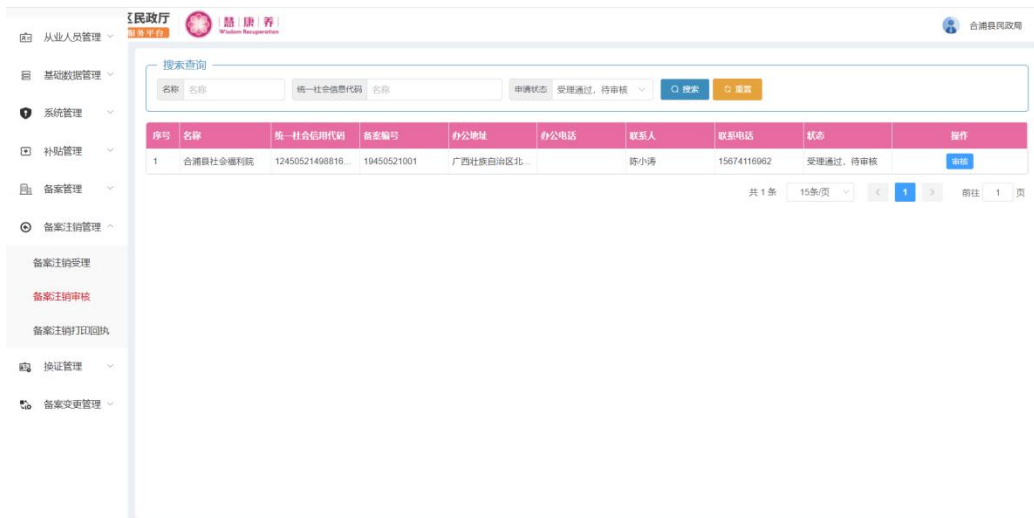 区民政厅
服务平台
慧 康 养
Wisdom Recuperation
合浦县民政局
从业人员管理
基础数据管理
系统管理
补贴管理
备案管理
备案注销管理
备案注销受理
备案注销审核
备案注销打印回执
换证管理
备案变更管理
搜索查询
名称 名称 统一社会信息代码 名称 申请状态 受理通过，待审核 搜索 重置
序号 名称 统一社会信用代码 备案编号 办公地址 办公电话 联系人 联系电话 状态 操作
1 合浦县社会福利院 12450521498816... 19450521001 广西壮族自治区北... 陈小涛 15674116962 受理通过，待审核 审核
共 1 条 15条/页 < 1 > 前往 1 页